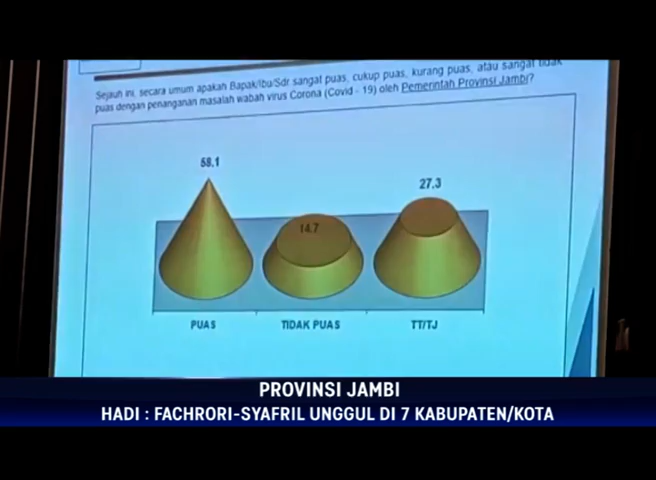 Sejauh ini, secara umum apakah Bapak/Ibu/Sdr sangat puas, cukup puas, kurang puas, atau sangat tidak
puas dengan penanganan masalah wabah virus Corona (Covid - 19) oleh Pemerintah Provinsi Jambi?
58.1
14.7
27.3
PUAS
TIDAK PUAS
TT/TJ
PROVINSI JAMBI
HADI : FACHRORI-SYAFRIL UNGGUL DI 7 KABUPATEN/KOTA